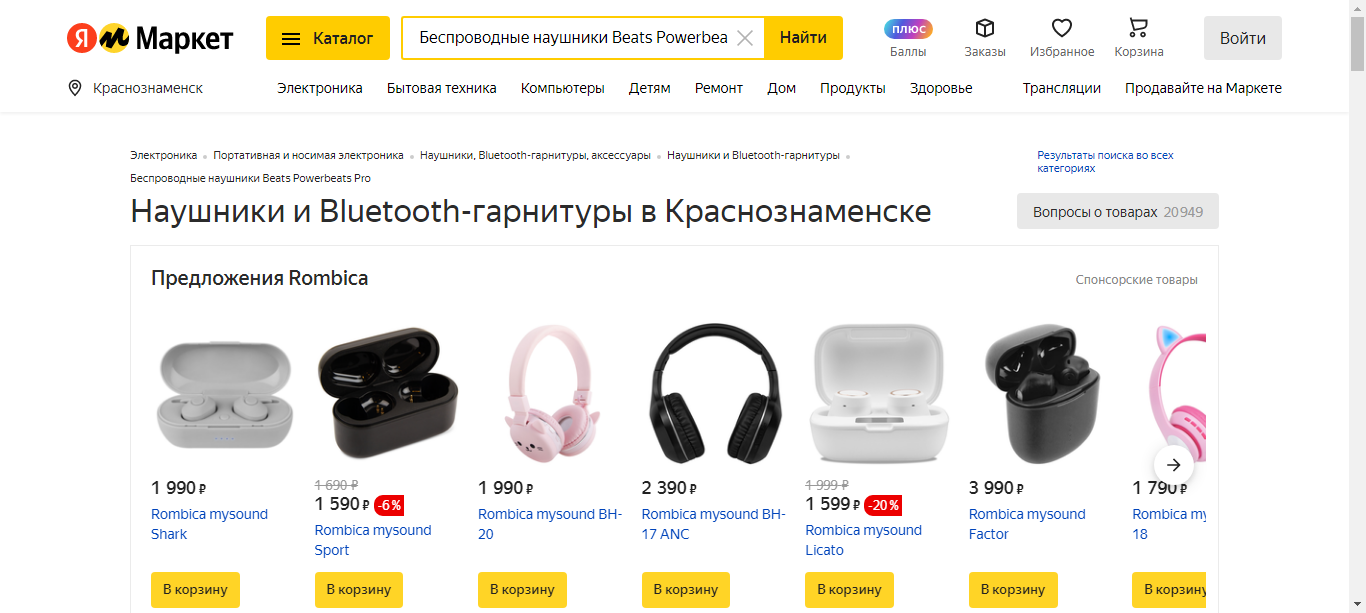 Я м Маркет
Каталог
Беспроводные наушники Beats Powerbea
Найти
плюс
Баллы
Заказы
Избранное
Корзина
Войти
Краснознаменск
Электроника
Бытовая техника
Компьютеры
Детям
Ремонт
Дом
Продукты
Здоровье
Трансляции
Продавайте на Маркете
Электроника
Портативная и носимая электроника
Наушники, Bluetooth-гарнитуры, аксессуары
Наушники и Bluetooth-гарнитуры
Беспроводные наушники Beats Powerbeats Pro
Результаты поиска во всех
категориях
Наушники и Bluetooth-гарнитуры в Краснознаменске
Вопросы о товарах 20949
Предложения Rombica
Спонсорские товары
1 990 ₽
Rombica mysound
Shark
В корзину
1 690 ₽
1 590 ₽ -6%
Rombica mysound
Sport
В корзину
1 990 ₽
Rombica mysound BH-
20
В корзину
2 390 ₽
Rombica mysound BH-
17 ANC
В корзину
1 999 ₽
1 599 ₽ -20%
Rombica mysound
Licato
В корзину
3 990 ₽
Rombica mysound
Factor
В корзину
1 790 ₽
Rombica my
18
В корзину